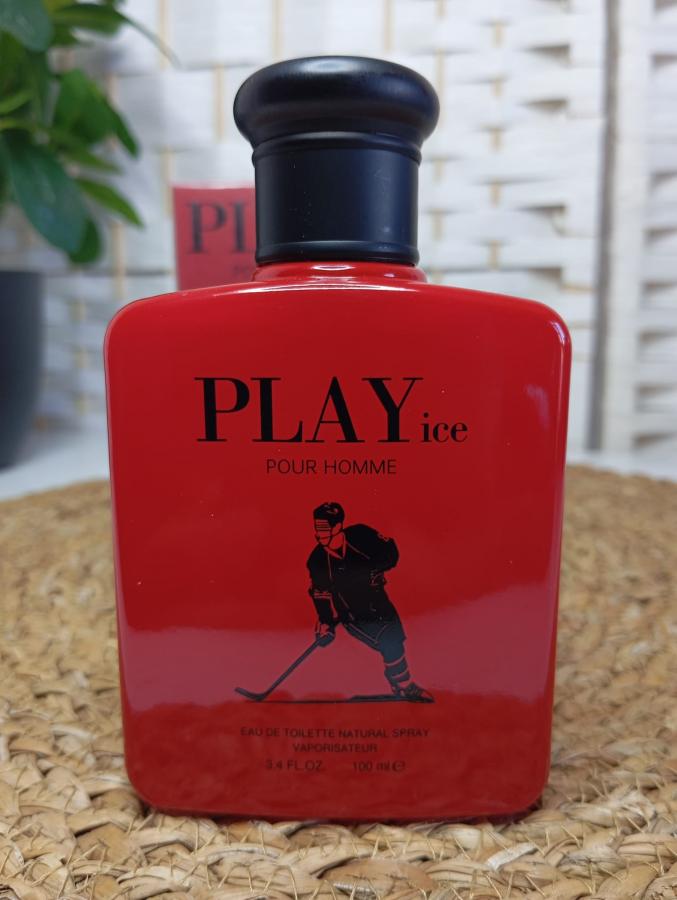 PLAY ice
POUR HOMME
EAU DE TOILETTE NATURAL SPRAY
VAPORISATEUR
3.4 FL.OZ. 100 ml ℮